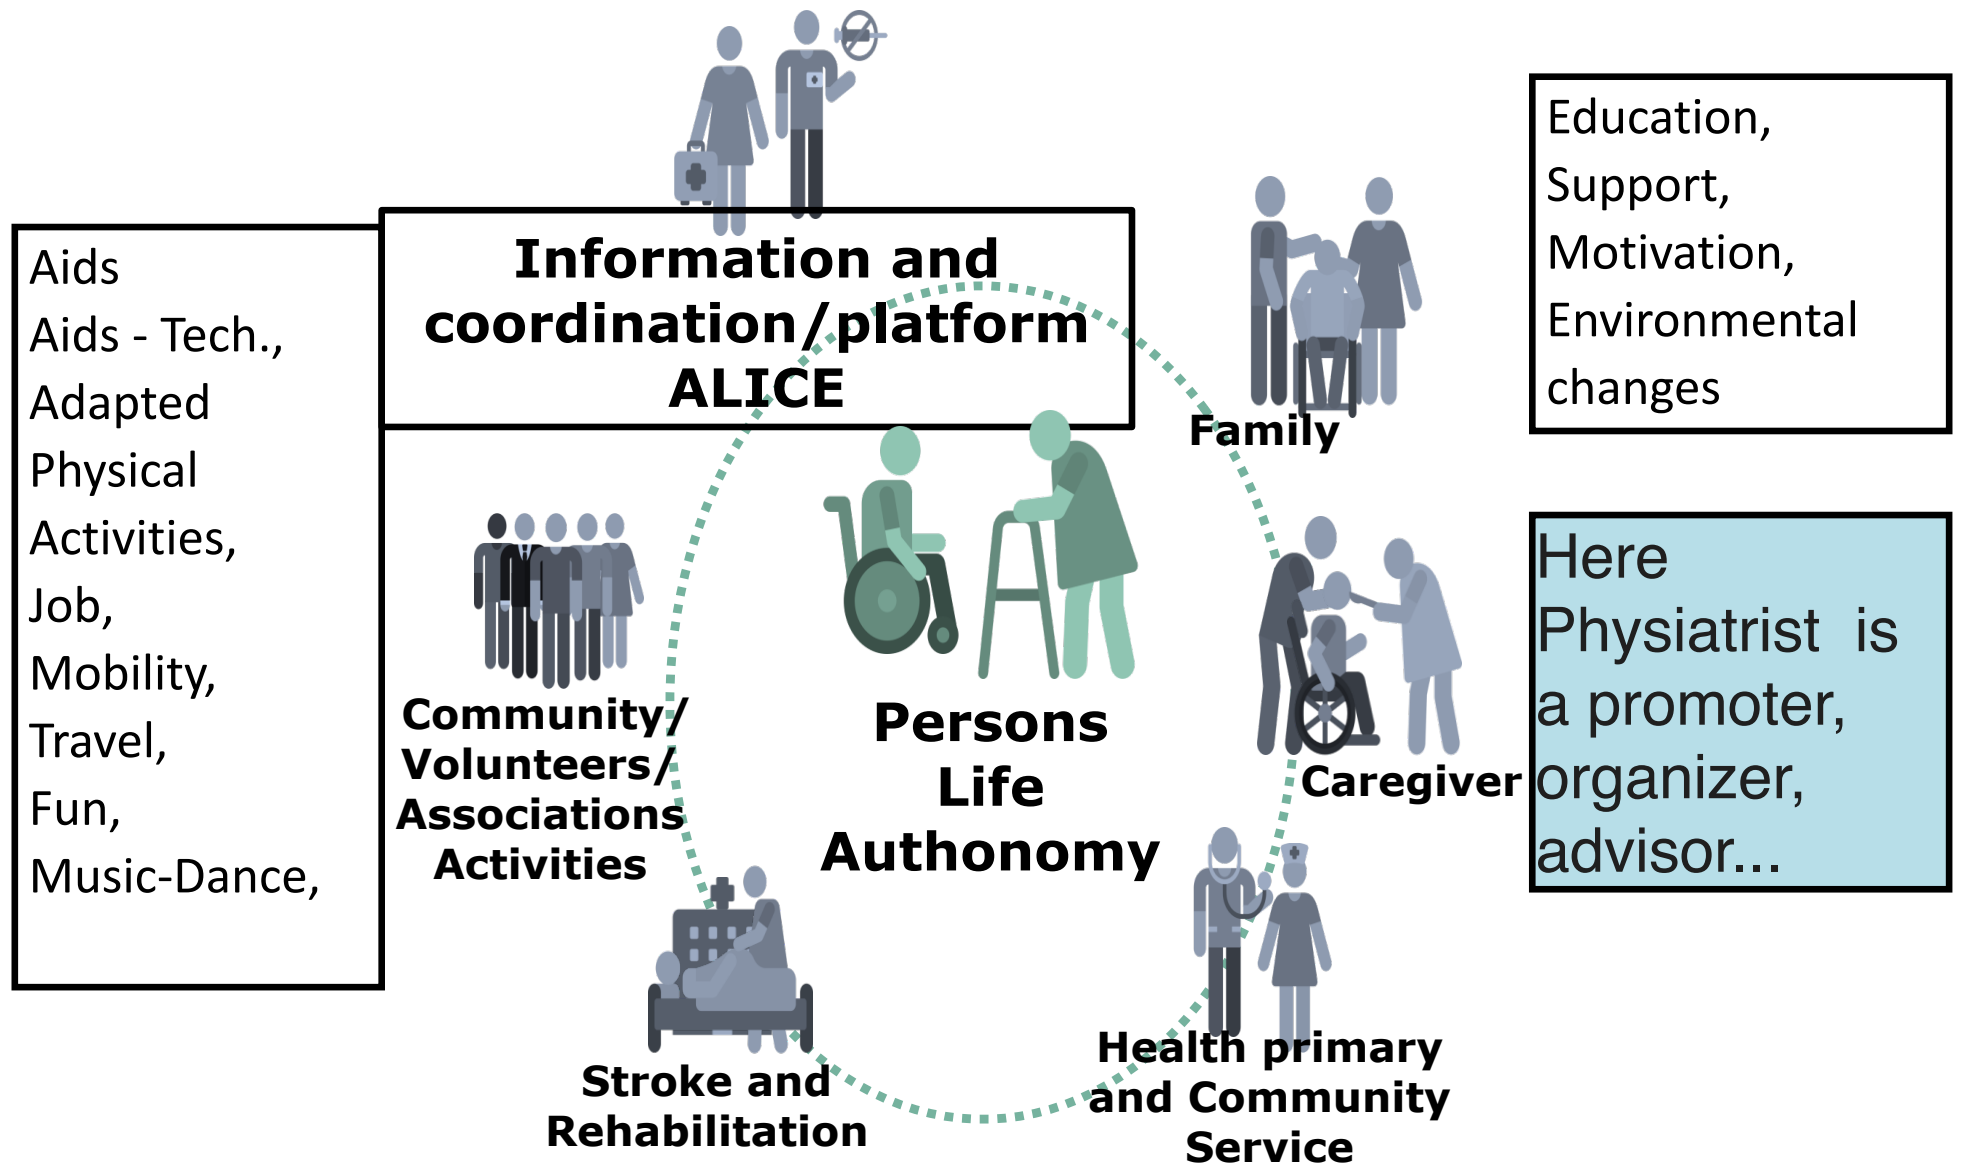 Information and
coordination/platform
ALICE
Aids
Aids - Tech.,
Adapted
Physical
Activities,
Job,
Mobility,
Travel,
Fun,
Music-Dance,
Education,
Support,
Motivation,
Environmental
changes
Family
Here
Physiatrist is
a promoter,
organizer,
advisor...
Caregiver
Community/
Volunteers/
Associations
Activities
Persons
Life
Authonomy
Stroke and
Rehabilitation
Health primary
and Community
Service